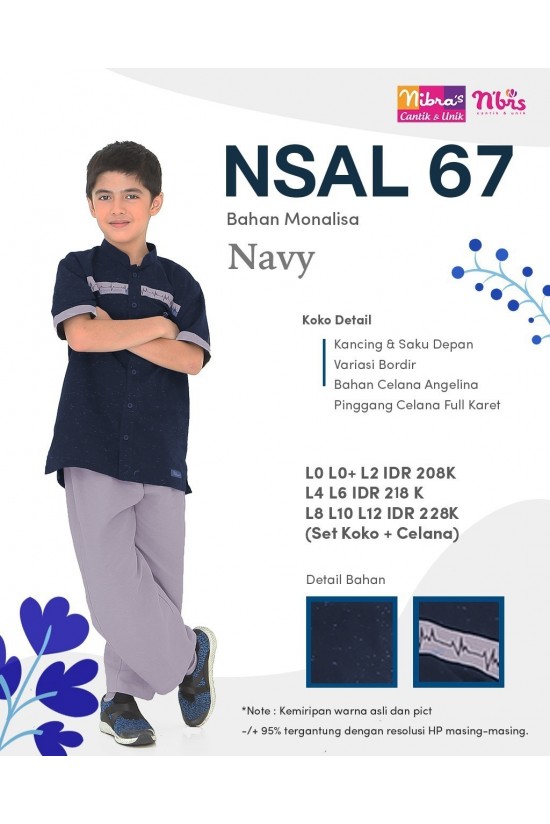 Nibra's
Cantik & Unik
N'bris
cantik & unik
NSAL 67
Bahan Monalisa
Navy
Koko Detail
Kancing & Saku Depan
Variasi Bordir
Bahan Celana Angelina
Pinggang Celana Full Karet
L0 L0+ L2 IDR 208K
L4 L6 IDR 218 K
L8 L10 L12 IDR 228K
(Set Koko + Celana)
Detail Bahan
*Note : Kemiripan warna asli dan pict
-/+ 95% tergantung dengan resolusi HP masing-masing.